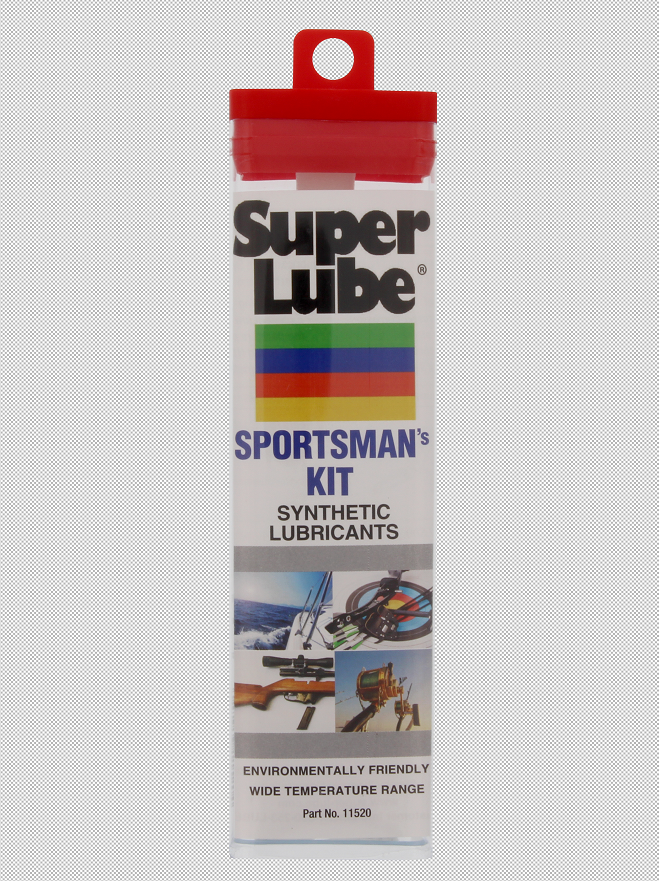 Super
Lube®
SPORTSMAN's
KIT
SYNTHETIC
LUBRICANTS
ENVIRONMENTALLY FRIENDLY
WIDE TEMPERATURE RANGE
Part No. 11520